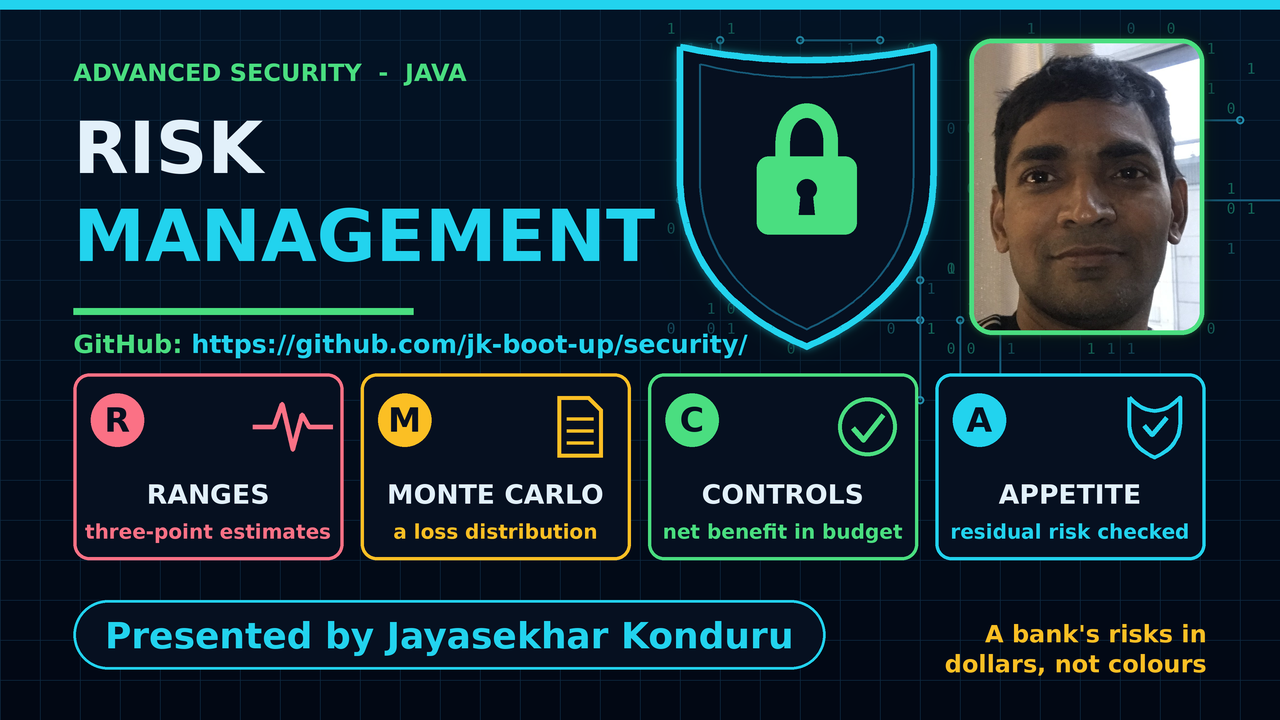 ADVANCED SECURITY - JAVA
RISK
MANAGEMENT
GitHub: https://github.com/jk-boot-up/security/
R
RANGES
three-point estimates
M
MONTE CARLO
a loss distribution
C
CONTROLS
net benefit in budget
A
APPETITE
residual risk checked
Presented by Jayasekhar Konduru
A bank's risks in
dollars, not colours